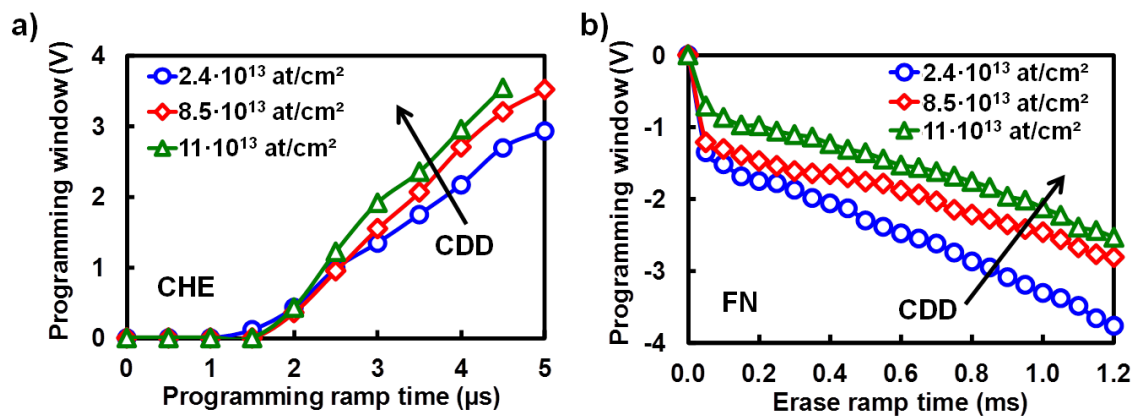 a)
Programming window (V)
4
3
2
1
0
2.4·10¹³ at/cm²
8.5·10¹³ at/cm²
11·10¹³ at/cm²
CDD
CHE
0 1 2 3 4 5
Programming ramp time (µs)
b)
Programming window (V)
0
-1
-2
-3
-4
2.4·10¹³ at/cm²
8.5·10¹³ at/cm²
11·10¹³ at/cm²
CDD
FN
0.0 0.2 0.4 0.6 0.8 1.0 1.2
Erase ramp time (ms)